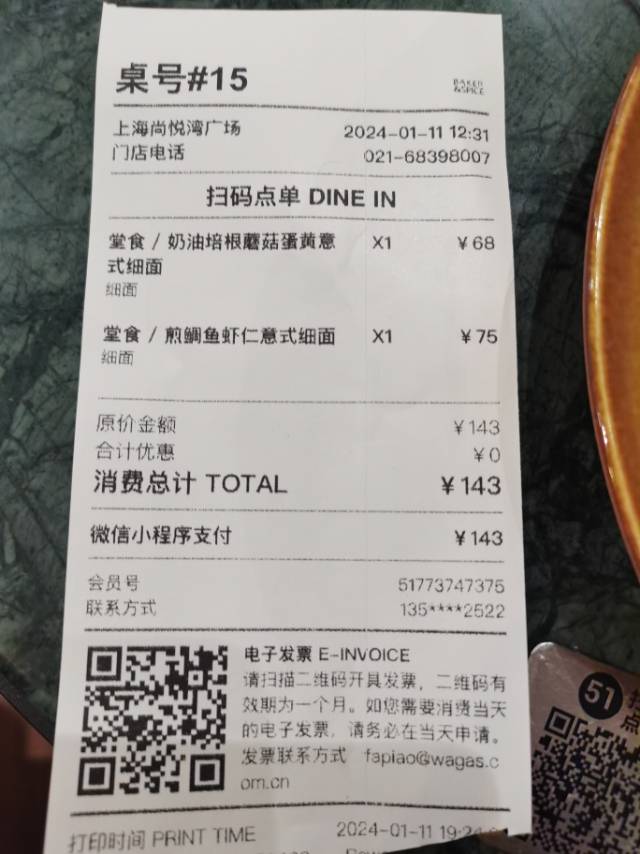 桌号#15
BAKER
&SPICE
上海尚悦湾广场 2024-01-11 12:31
门店电话 021-68398007
扫码点单 DINE IN
堂食 / 奶油培根蘑菇蛋黄意 X1 ￥68
式细面
细面
堂食 / 煎鲷鱼虾仁意式细面 X1 ￥75
细面
原价金额 ￥143
合计优惠 ￥0
消费总计 TOTAL ￥143
微信小程序支付 ￥143
会员号 51773747375
联系方式 135****2522
电子发票 E-INVOICE
请扫描二维码开具发票，二维码有
效期为一个月。如您需要消费当天
的电子发票，请务必在当天申请。
发票联系方式 fapiao@wagas.c
om.cn
打印时间 PRINT TIME 2024-01-11 19:24
51